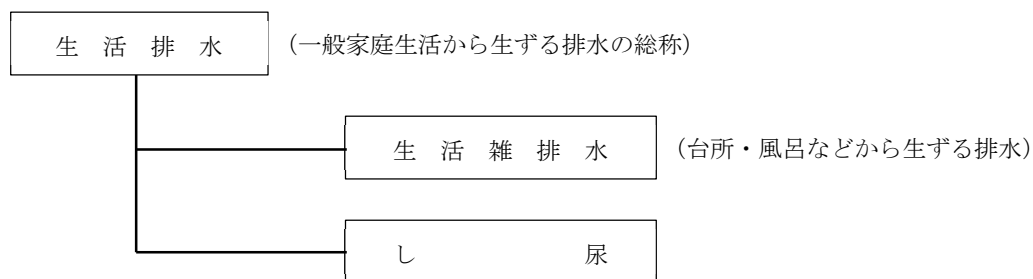 生活排水 (一般家庭生活から生ずる排水の総称)
生活雑排水 (台所・風呂などから生ずる排水)
し尿